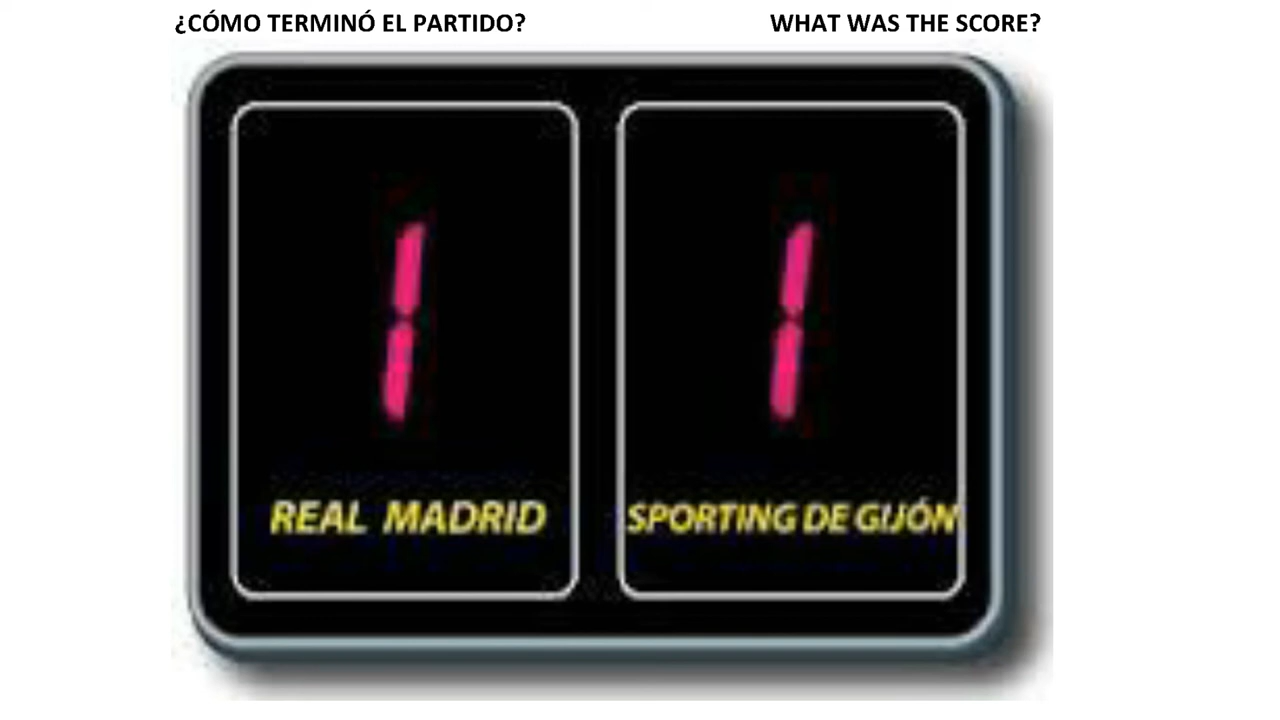 ¿CÓMO TERMINÓ EL PARTIDO? WHAT WAS THE SCORE?
1 1
REAL MADRID SPORTING DE GIJÓN